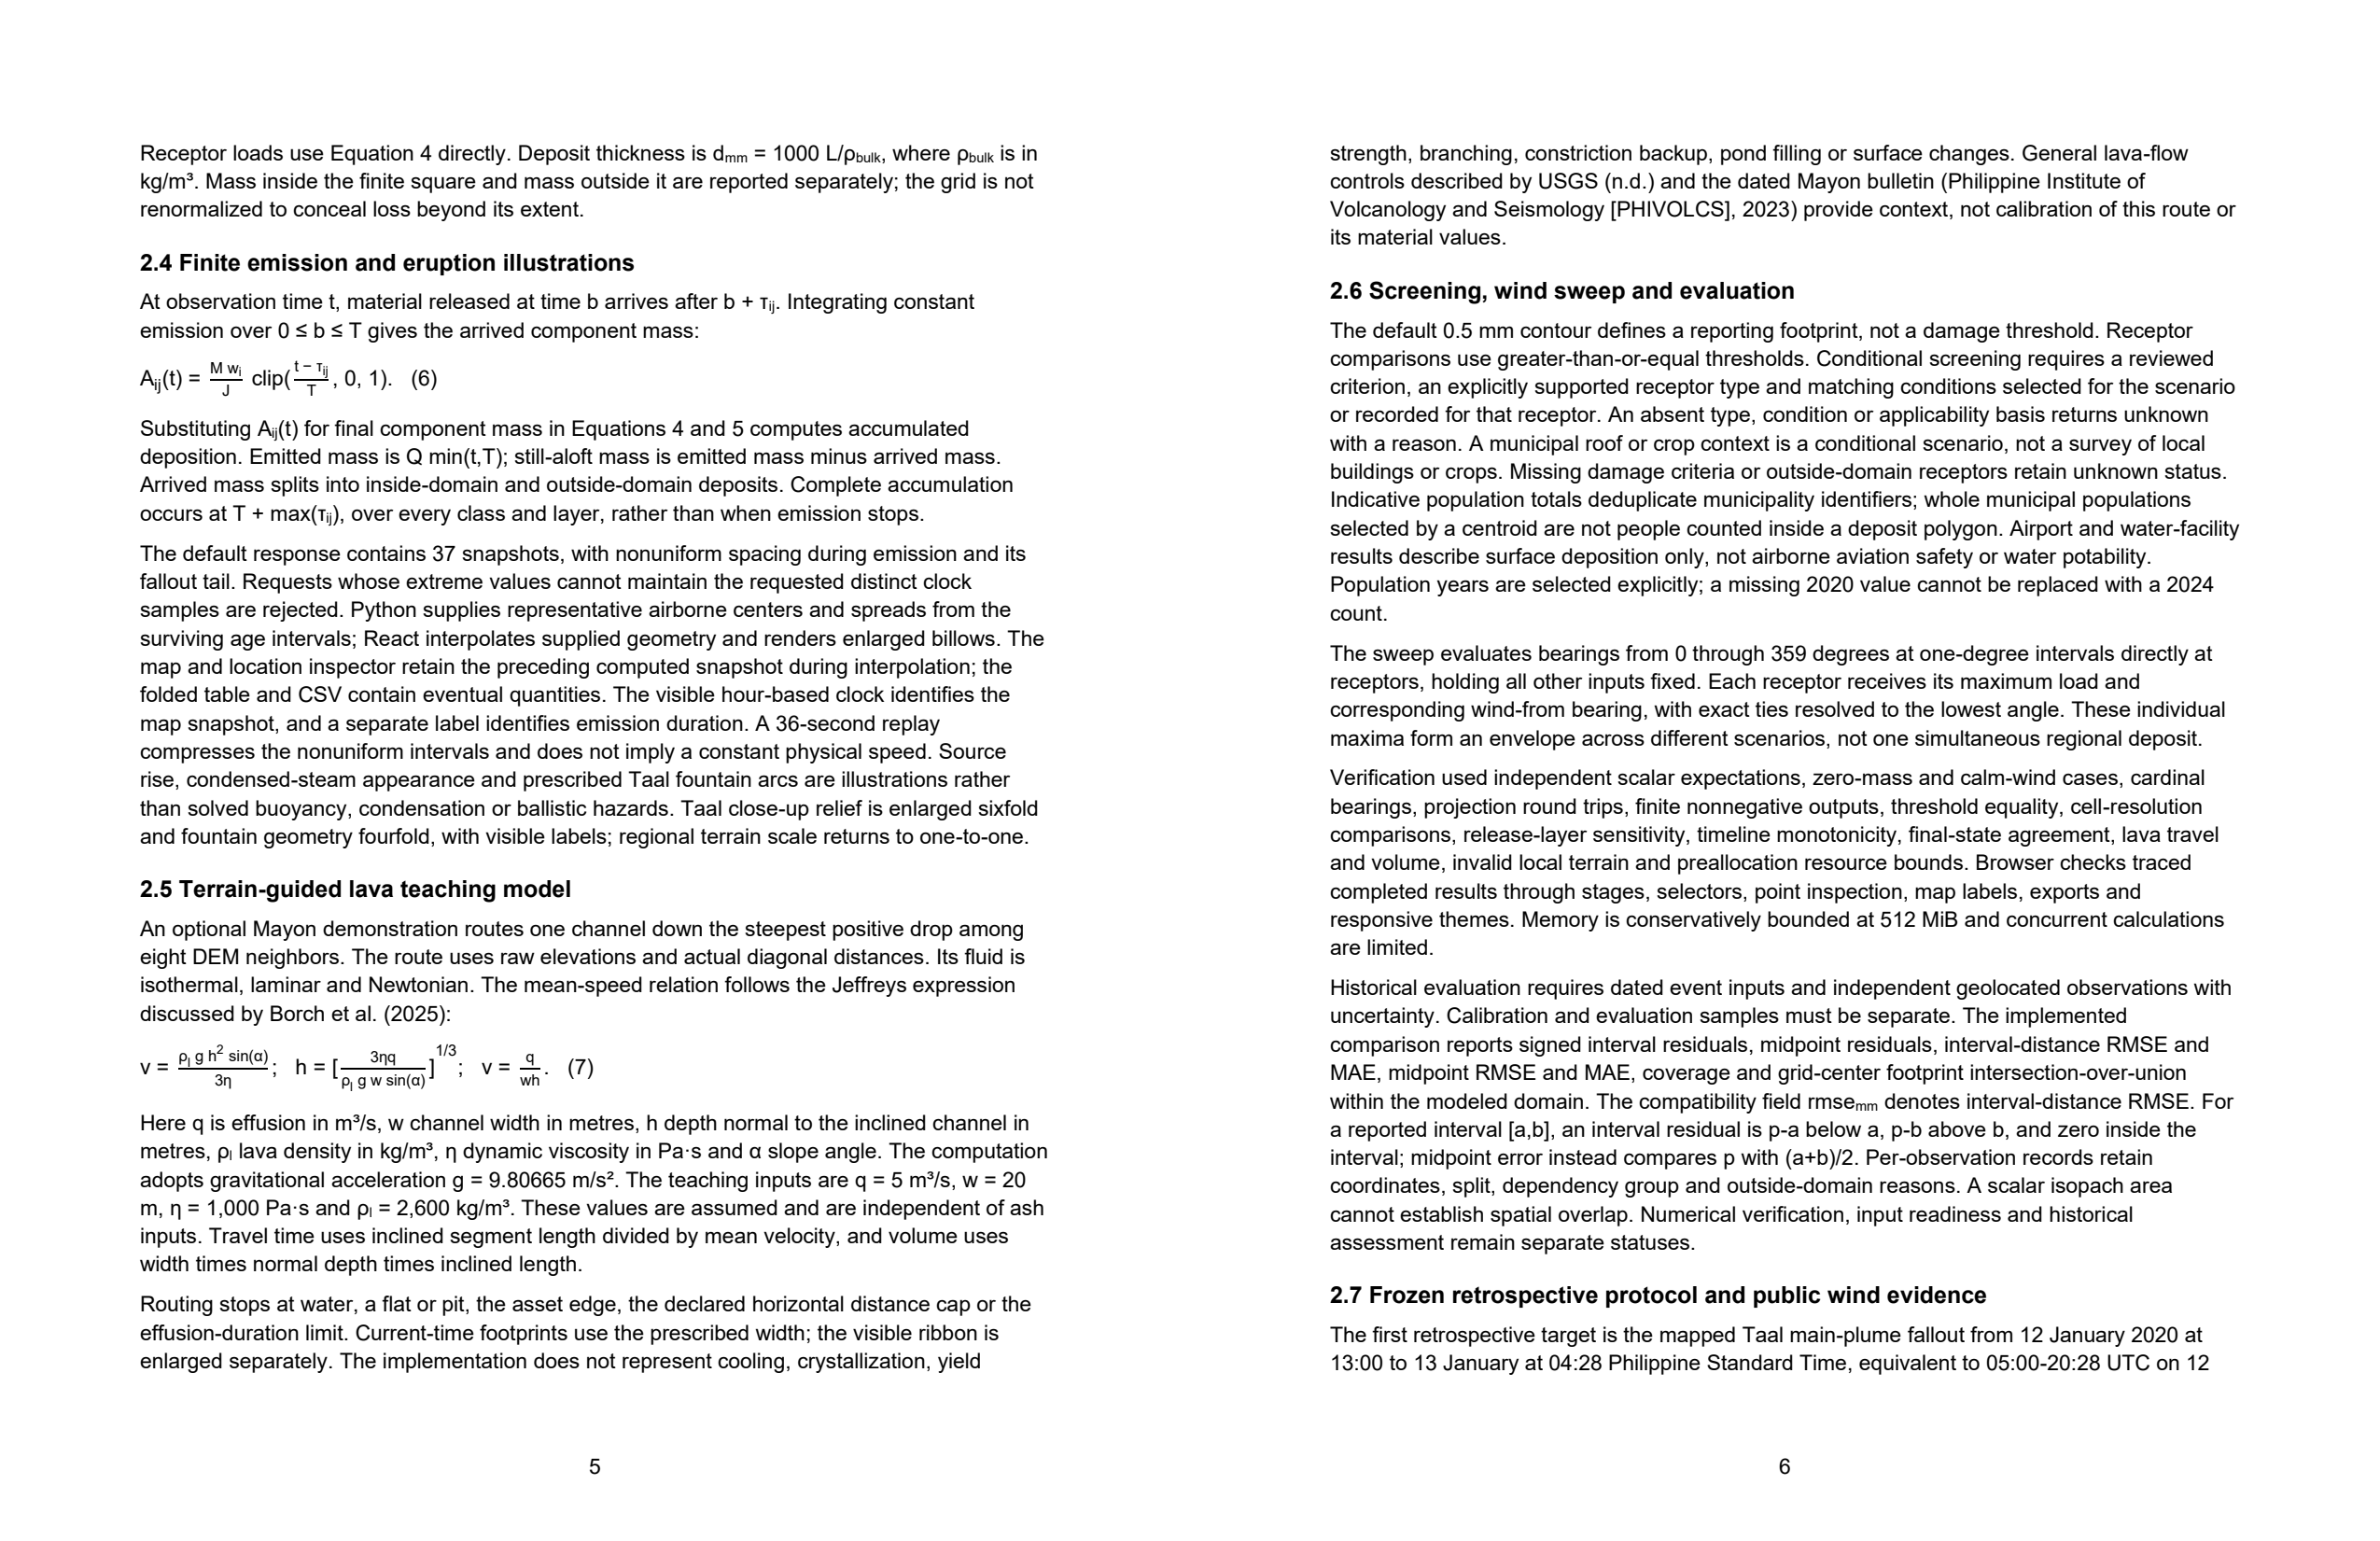 Receptor loads use Equation 4 directly. Deposit thickness is dmm = 1000 L/ρbulk, where ρbulk is in
kg/m³. Mass inside the finite square and mass outside it are reported separately; the grid is not
renormalized to conceal loss beyond its extent.
2.4 Finite emission and eruption illustrations
At observation time t, material released at time b arrives after b + τij. Integrating constant
emission over 0 ≤ b ≤ T gives the arrived component mass:
Aij(t) = M wi / J clip( t − τij / T , 0, 1). (6)
Substituting Aij(t) for final component mass in Equations 4 and 5 computes accumulated
deposition. Emitted mass is Q min(t,T); still-aloft mass is emitted mass minus arrived mass.
Arrived mass splits into inside-domain and outside-domain deposits. Complete accumulation
occurs at T + max(τij), over every class and layer, rather than when emission stops.
The default response contains 37 snapshots, with nonuniform spacing during emission and its
fallout tail. Requests whose extreme values cannot maintain the requested distinct clock
samples are rejected. Python supplies representative airborne centers and spreads from the
surviving age intervals; React interpolates supplied geometry and renders enlarged billows. The
map and location inspector retain the preceding computed snapshot during interpolation; the
folded table and CSV contain eventual quantities. The visible hour-based clock identifies the
map snapshot, and a separate label identifies emission duration. A 36-second replay
compresses the nonuniform intervals and does not imply a constant physical speed. Source
rise, condensed-steam appearance and prescribed Taal fountain arcs are illustrations rather
than solved buoyancy, condensation or ballistic hazards. Taal close-up relief is enlarged sixfold
and fountain geometry fourfold, with visible labels; regional terrain scale returns to one-to-one.
2.5 Terrain-guided lava teaching model
An optional Mayon demonstration routes one channel down the steepest positive drop among
eight DEM neighbors. The route uses raw elevations and actual diagonal distances. Its fluid is
isothermal, laminar and Newtonian. The mean-speed relation follows the Jeffreys expression
discussed by Borch et al. (2025):
v = ρl g h² sin(α) / 3η ; h = [ 3ηq / ρl g w sin(α) ]^1/3 ; v = q / wh . (7)
Here q is effusion in m³/s, w channel width in metres, h depth normal to the inclined channel in
metres, ρl lava density in kg/m³, η dynamic viscosity in Pa·s and α slope angle. The computation
adopts gravitational acceleration g = 9.80665 m/s². The teaching inputs are q = 5 m³/s, w = 20
m, η = 1,000 Pa·s and ρl = 2,600 kg/m³. These values are assumed and are independent of ash
inputs. Travel time uses inclined segment length divided by mean velocity, and volume uses
width times normal depth times inclined length.
Routing stops at water, a flat or pit, the asset edge, the declared horizontal distance cap or the
effusion-duration limit. Current-time footprints use the prescribed width; the visible ribbon is
enlarged separately. The implementation does not represent cooling, crystallization, yield
5
strength, branching, constriction backup, pond filling or surface changes. General lava-flow
controls described by USGS (n.d.) and the dated Mayon bulletin (Philippine Institute of
Volcanology and Seismology [PHIVOLCS], 2023) provide context, not calibration of this route or
its material values.
2.6 Screening, wind sweep and evaluation
The default 0.5 mm contour defines a reporting footprint, not a damage threshold. Receptor
comparisons use greater-than-or-equal thresholds. Conditional screening requires a reviewed
criterion, an explicitly supported receptor type and matching conditions selected for the scenario
or recorded for that receptor. An absent type, condition or applicability basis returns unknown
with a reason. A municipal roof or crop context is a conditional scenario, not a survey of local
buildings or crops. Missing damage criteria or outside-domain receptors retain unknown status.
Indicative population totals deduplicate municipality identifiers; whole municipal populations
selected by a centroid are not people counted inside a deposit polygon. Airport and water-facility
results describe surface deposition only, not airborne aviation safety or water potability.
Population years are selected explicitly; a missing 2020 value cannot be replaced with a 2024
count.
The sweep evaluates bearings from 0 through 359 degrees at one-degree intervals directly at
receptors, holding all other inputs fixed. Each receptor receives its maximum load and
corresponding wind-from bearing, with exact ties resolved to the lowest angle. These individual
maxima form an envelope across different scenarios, not one simultaneous regional deposit.
Verification used independent scalar expectations, zero-mass and calm-wind cases, cardinal
bearings, projection round trips, finite nonnegative outputs, threshold equality, cell-resolution
comparisons, release-layer sensitivity, timeline monotonicity, final-state agreement, lava travel
and volume, invalid local terrain and preallocation resource bounds. Browser checks traced
completed results through stages, selectors, point inspection, map labels, exports and
responsive themes. Memory is conservatively bounded at 512 MiB and concurrent calculations
are limited.
Historical evaluation requires dated event inputs and independent geolocated observations with
uncertainty. Calibration and evaluation samples must be separate. The implemented
comparison reports signed interval residuals, midpoint residuals, interval-distance RMSE and
MAE, midpoint RMSE and MAE, coverage and grid-center footprint intersection-over-union
within the modeled domain. The compatibility field rmsemm denotes interval-distance RMSE. For
a reported interval [a,b], an interval residual is p-a below a, p-b above b, and zero inside the
interval; midpoint error instead compares p with (a+b)/2. Per-observation records retain
coordinates, split, dependency group and outside-domain reasons. A scalar isopach area
cannot establish spatial overlap. Numerical verification, input readiness and historical
assessment remain separate statuses.
2.7 Frozen retrospective protocol and public wind evidence
The first retrospective target is the mapped Taal main-plume fallout from 12 January 2020 at
13:00 to 13 January at 04:28 Philippine Standard Time, equivalent to 05:00-20:28 UTC on 12
6